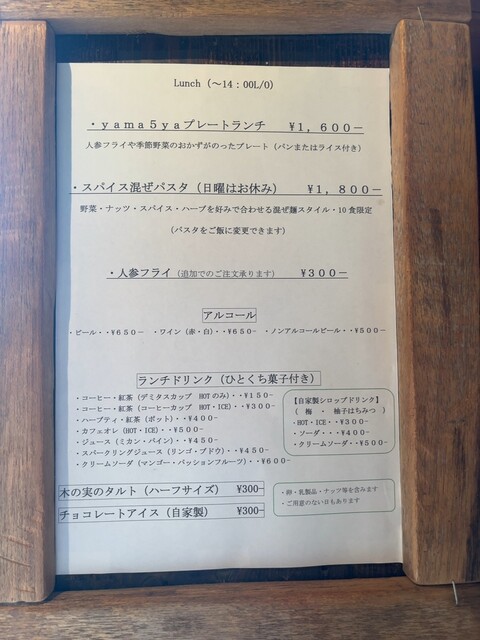 Lunch（～14：00L/O）
・yama5yaプレートランチ ¥1,600－
人参フライや季節野菜のおかずがのったプレート（パンまたはライス付き）
・スパイス混ぜパスタ（日曜はお休み） ¥1,800－
野菜・ナッツ・スパイス・ハーブを好みで合わせる混ぜ麺スタイル・10食限定
（パスタをご飯に変更できます）
・人参フライ（追加でのご注文承ります） ¥300－
アルコール
・ビール・・¥650－ ・ワイン（赤・白）・・¥650－ ・ノンアルコールビール・・¥500－
ランチドリンク（ひとくち菓子付き）
・コーヒー・紅茶（デミタスカップ HOTのみ）・・¥150－
・コーヒー・紅茶（コーヒーカップ HOT・ICE）・・¥300－
・ハーブティ・紅茶（ポット）・・¥400－
・カフェオレ（HOT・ICE）・・¥500－
・ジュース（ミカン・パイン）・・¥450－
・スパークリングジュース（リンゴ・ブドウ）・・¥450－
・クリームソーダ（マンゴー・パッションフルーツ）・・¥600－
【自家製シロップドリンク】
（ 梅 ・ 柚子はちみつ ）
・HOT・ICE・・¥300－
・ソーダ・・・¥400－
・クリームソーダ・・¥500－
木の実のタルト（ハーフサイズ） ¥300－
チョコレートアイス（自家製） ¥300－
・卵・乳製品・ナッツ等を含みます
・ご用意のない日もあります